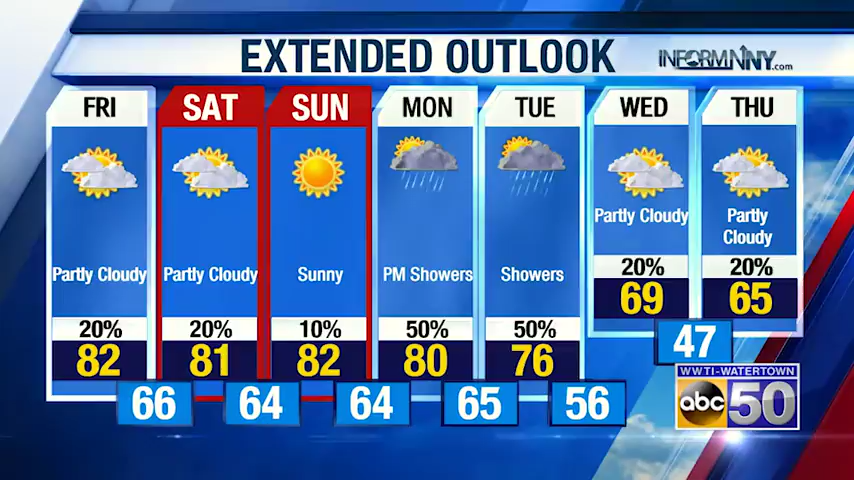 EXTENDED OUTLOOK
INFORMNNY.com
FRI
SAT
SUN
MON
TUE
WED
THU
Partly Cloudy
Partly Cloudy
Sunny
PM Showers
Showers
Partly Cloudy
Partly
Cloudy
20%
20%
10%
50%
50%
20%
20%
82
81
82
80
76
69
65
66
64
64
65
56
47
WWTI-WATERTOWN
abc 50